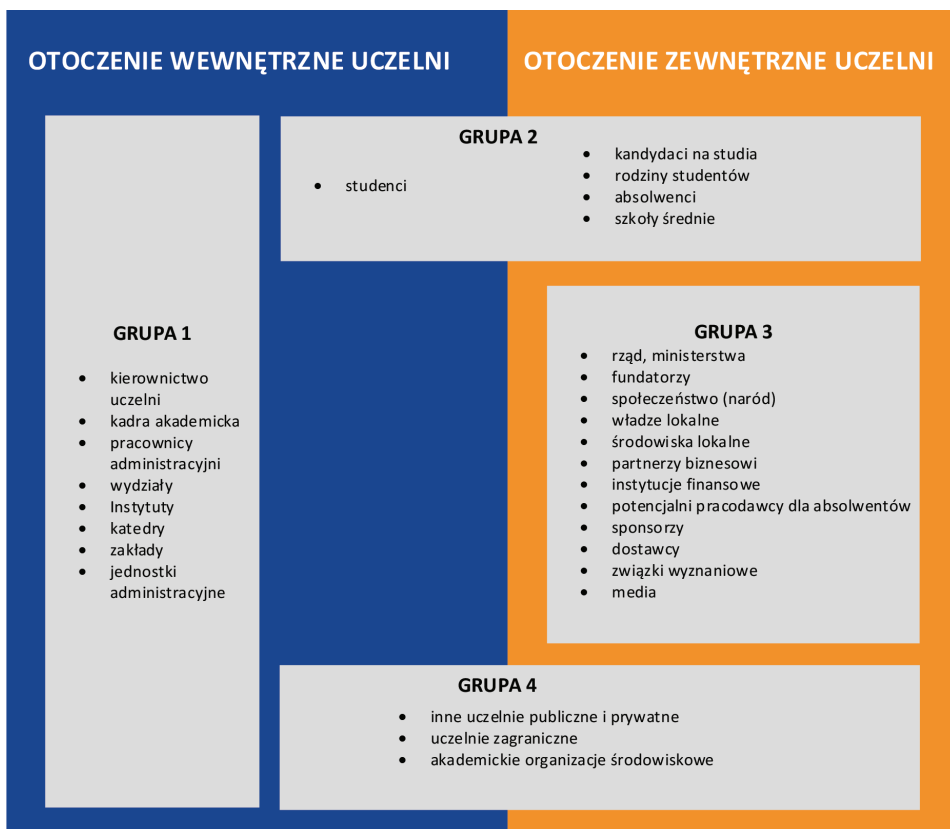 OTOCZENIE WEWNĘTRZNE UCZELNI
OTOCZENIE ZEWNĘTRZNE UCZELNI
GRUPA 1
• kierownictwo
uczelni
• kadra akademicka
• pracownicy
administracyjni
• wydziały
• Instytuty
• katedry
• zakłady
• jednostki
administracyjne
GRUPA 2
• studenci
• kandydaci na studia
• rodziny studentów
• absolwenci
• szkoły średnie
GRUPA 3
• rząd, ministerstwa
• fundatorzy
• społeczeństwo (naród)
• władze lokalne
• środowiska lokalne
• partnerzy biznesowi
• instytucje finansowe
• potencjalni pracodawcy dla absolwentów
• sponsorzy
• dostawcy
• związki wyznaniowe
• media
GRUPA 4
• inne uczelnie publiczne i prywatne
• uczelnie zagraniczne
• akademickie organizacje środowiskowe